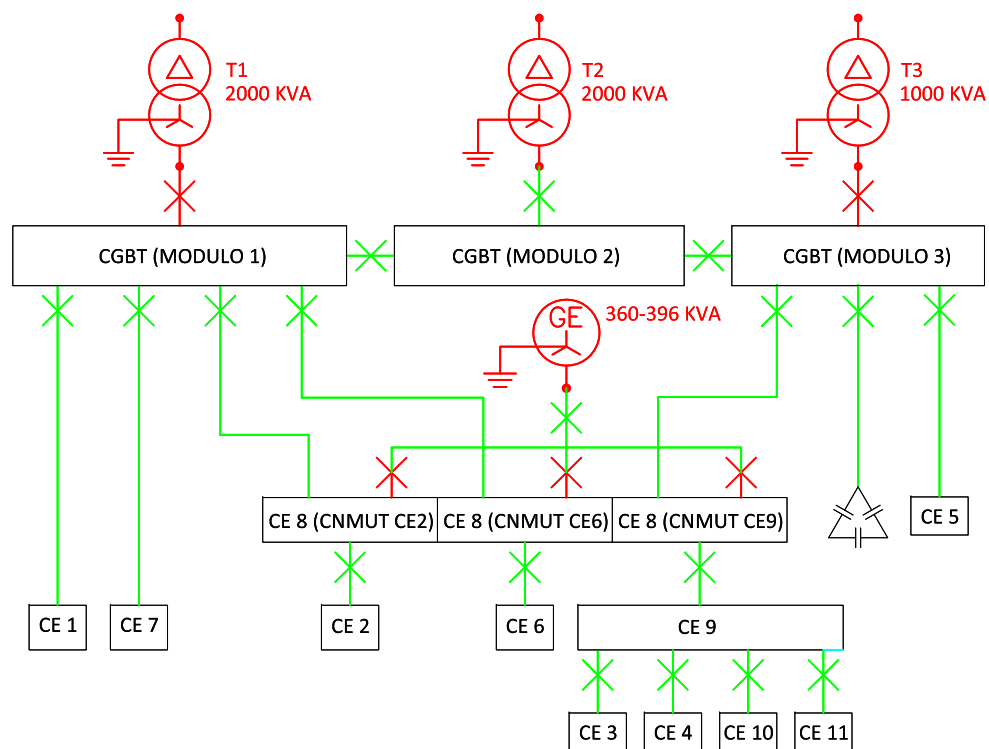 T1
2000 KVA
T2
2000 KVA
T3
1000 KVA
CGBT (MODULO 1)
CGBT (MODULO 2)
CGBT (MODULO 3)
GE
360-396 KVA
CE 8 (CNMUT CE2)
CE 8 (CNMUT CE6)
CE 8 (CNMUT CE9)
CE 5
CE 1
CE 7
CE 2
CE 6
CE 9
CE 3
CE 4
CE 10
CE 11